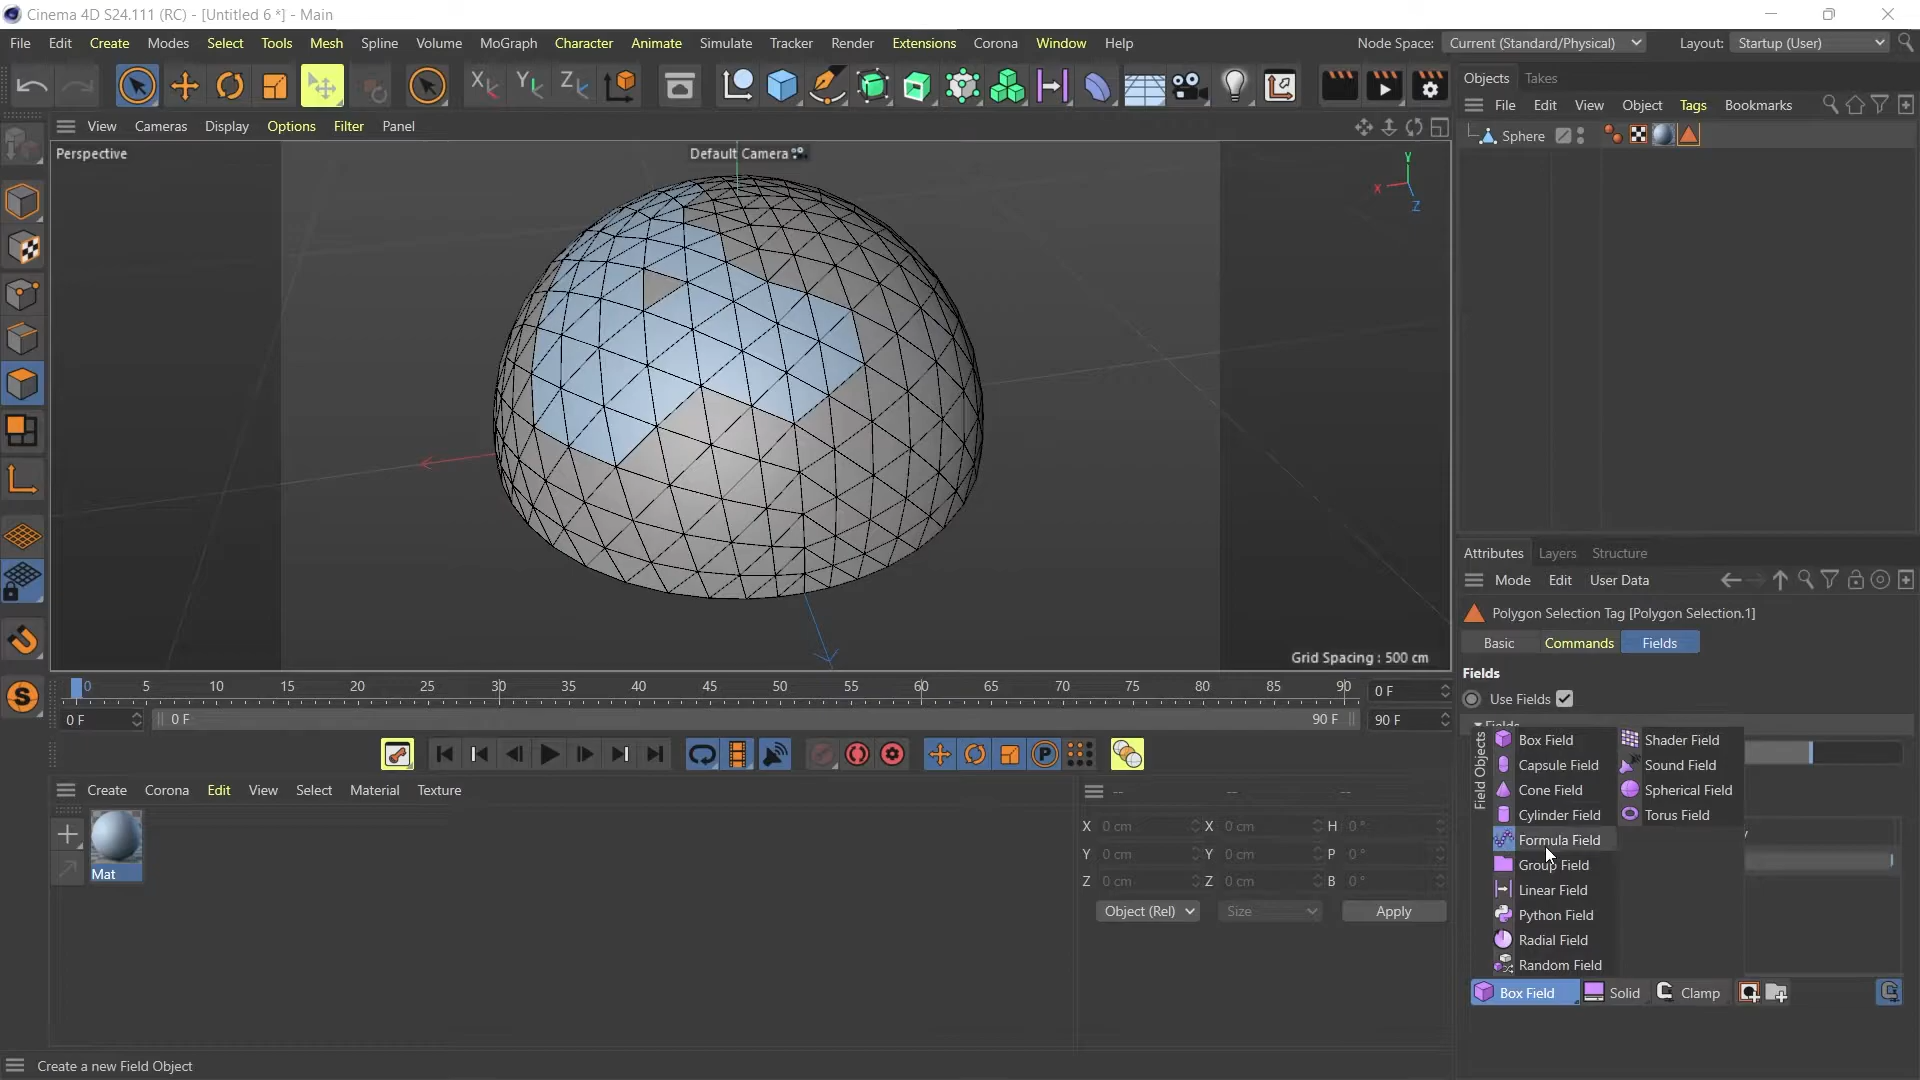 Cinema 4D S24.111 (RC) - [Untitled 6 *] - Main
File Edit Create Modes Select Tools Mesh Spline Volume MoGraph Character Animate Simulate Tracker Render Extensions Corona Window Help
Node Space: Current (Standard/Physical) Layout: Startup (User)
Objects Takes
File Edit View Object Tags Bookmarks
Sphere
View Cameras Display Options Filter Panel
Perspective
Default Camera
Y
X
Z
Grid Spacing : 500 cm
0 5 10 15 20 25 30 35 40 45 50 55 60 65 70 75 80 85 90
0 F
0 F
0 F
90 F
90 F
Create Corona Edit View Select Material Texture
Mat
-- -- --
X 0 cm X 0 cm H 0 °
Y 0 cm Y 0 cm P 0 °
Z 0 cm Z 0 cm B 0 °
Object (Rel) Size Apply
Attributes Layers Structure
Mode Edit User Data
Polygon Selection Tag [Polygon Selection.1]
Basic Commands Fields
Fields
Use Fields
Fields
Field Objects
Box Field Shader Field
Capsule Field Sound Field
Cone Field Spherical Field
Cylinder Field Torus Field
Formula Field
Group Field
Linear Field
Python Field
Radial Field
Random Field
Box Field Solid Clamp
Create a new Field Object